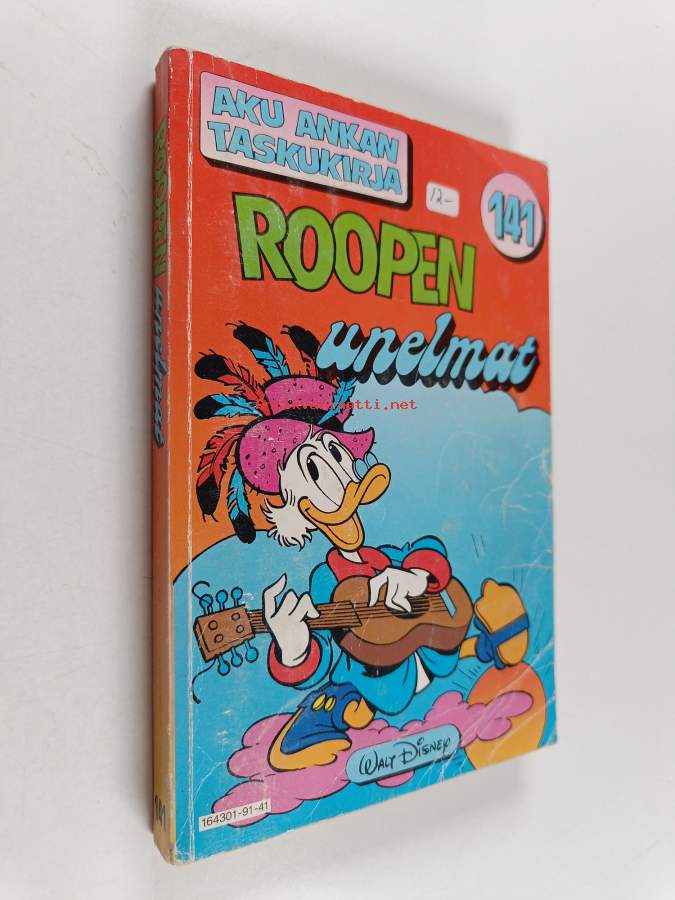 AKU ANKAN
TASKUKIRJA
12-
141
ROOPEN
unelmat
WALT DISNEY
164301-91-41
ROOPEN
unelmat
141